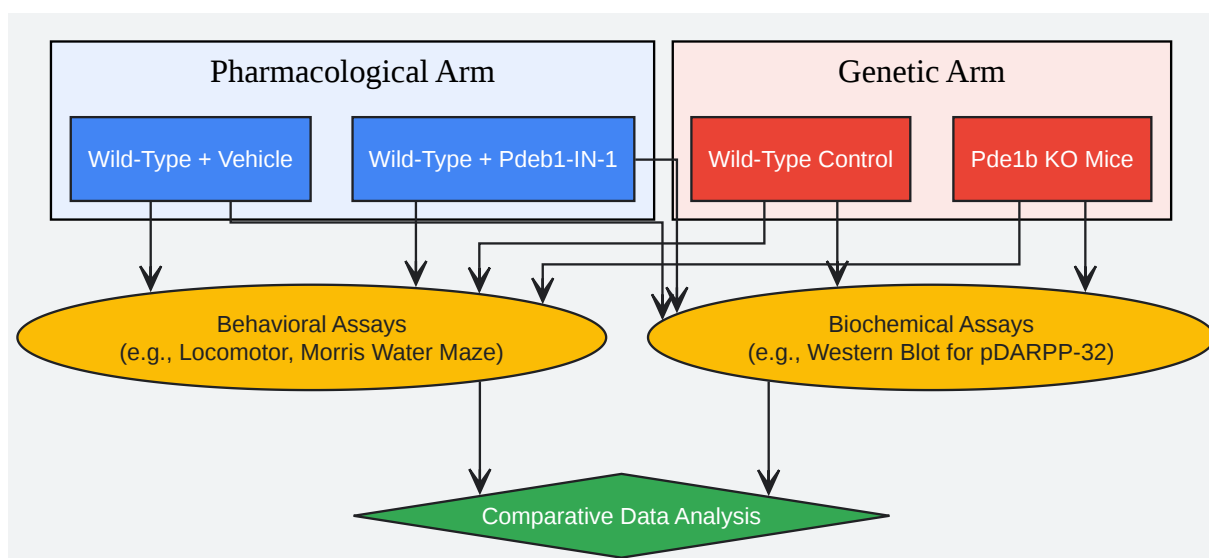 Pharmacological Arm
Genetic Arm
Wild-Type + Vehicle
Wild-Type + Pdeb1-IN-1
Wild-Type Control
Pde1b KO Mice
Behavioral Assays
(e.g., Locomotor, Morris Water Maze)
Biochemical Assays
(e.g., Western Blot for pDARPP-32)
Comparative Data Analysis